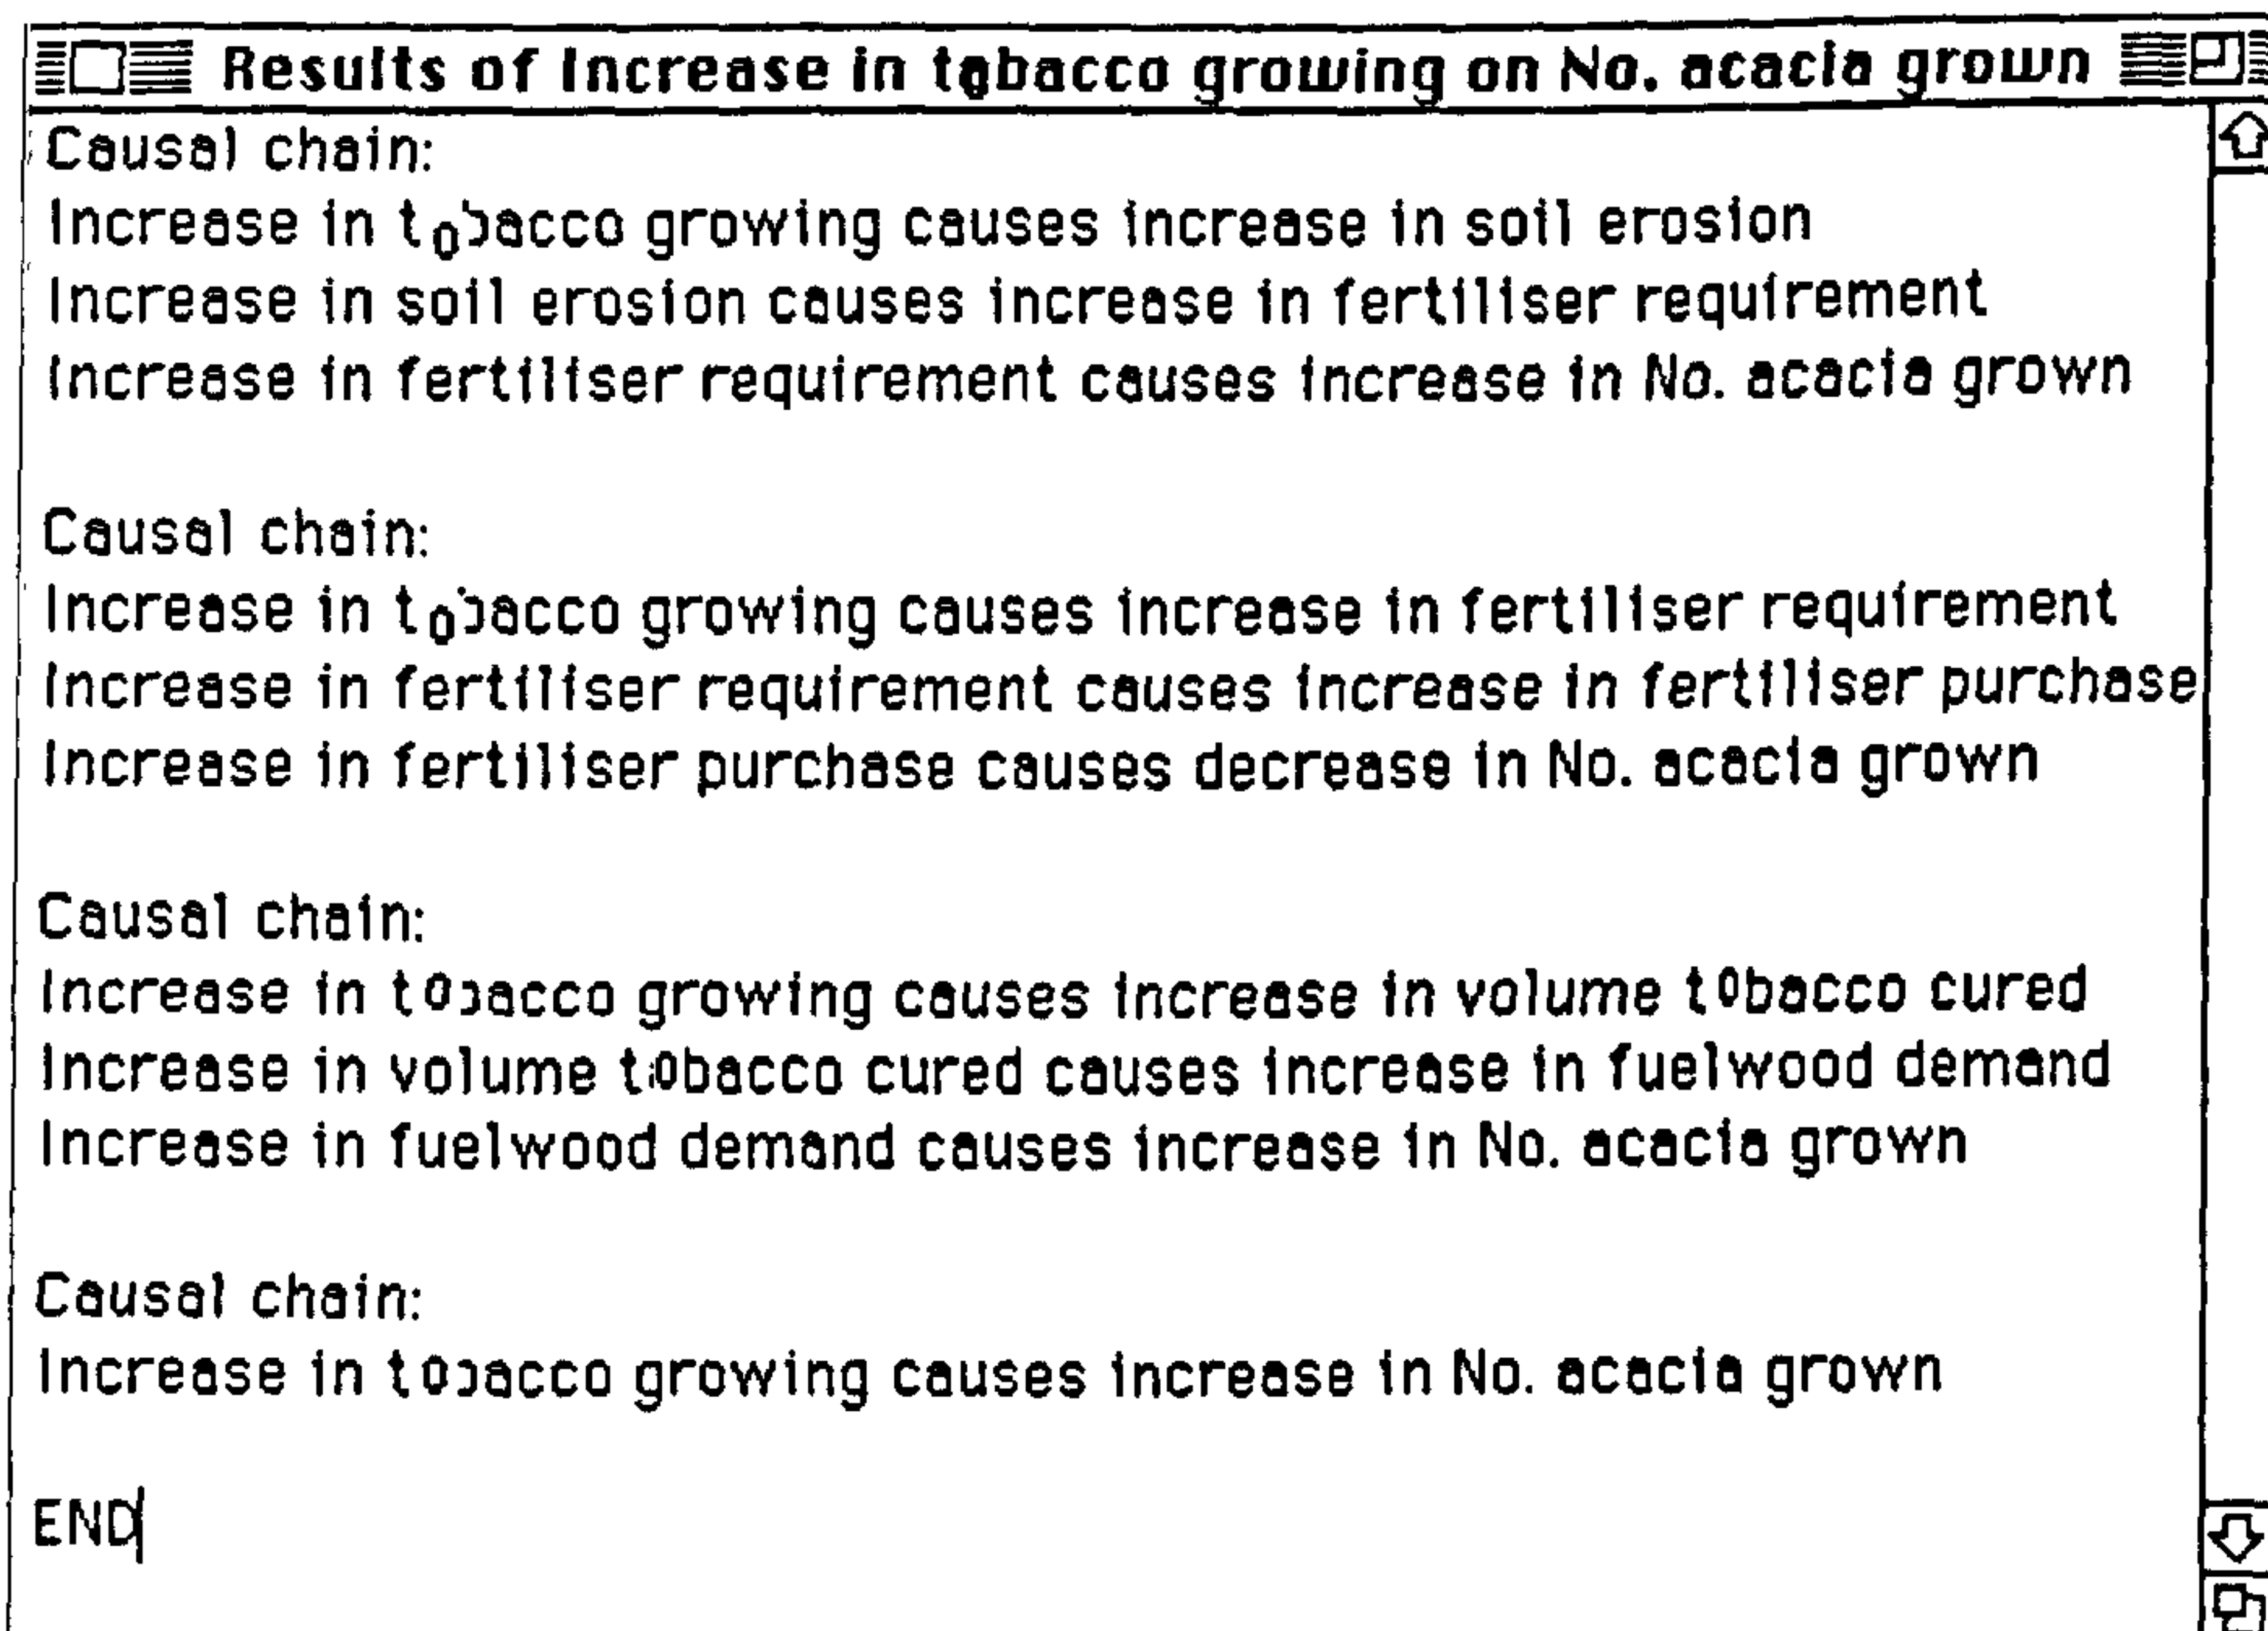 Results of Increase in tobacco growing on No. acacia grown
Causal chain:
Increase in tobacco growing causes increase in soil erosion
Increase in soil erosion causes increase in fertiliser requirement
Increase in fertiliser requirement causes increase in No. acacia grown
Causal chain:
Increase in tobacco growing causes increase in fertiliser requirement
Increase in fertiliser requirement causes increase in fertiliser purchase
Increase in fertiliser purchase causes decrease in No. acacia grown
Causal chain:
Increase in tobacco growing causes increase in volume tobacco cured
Increase in volume tobacco cured causes increase in fuelwood demand
Increase in fuelwood demand causes increase in No. acacia grown
Causal chain:
Increase in tobacco growing causes increase in No. acacia grown
END